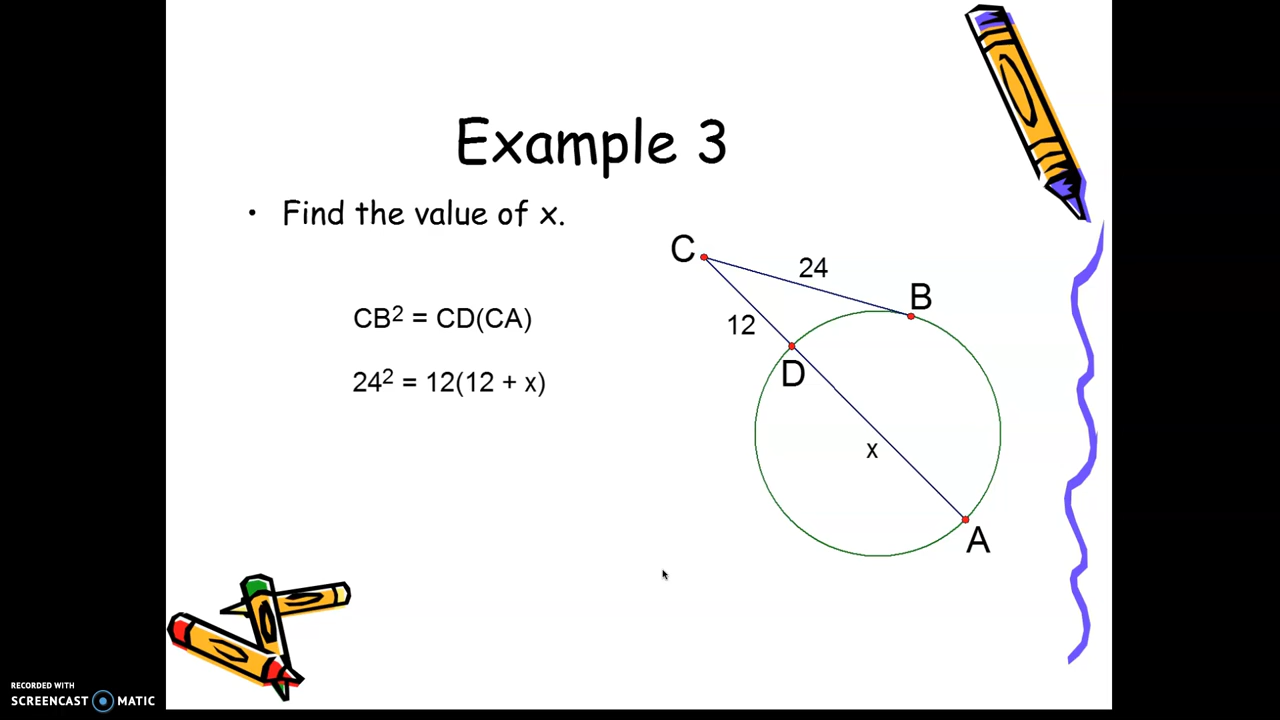 Example 3
• Find the value of x.
CB² = CD(CA)
24² = 12(12 + x)
C
24
B
12
D
x
A
RECORDED WITH
SCREENCAST MATIC